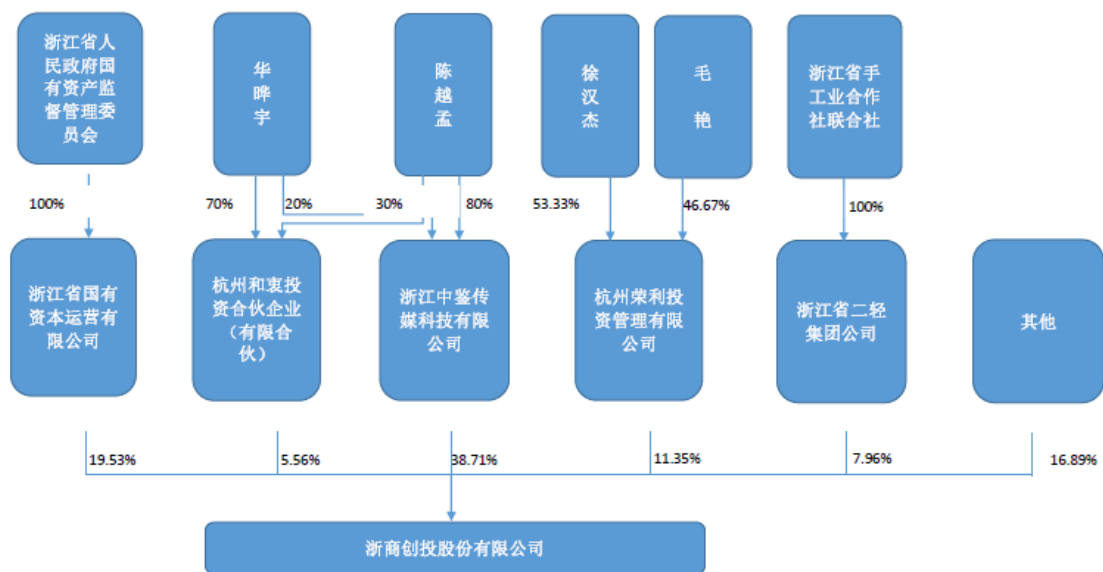 浙江省人
民政府国
有资产监
督管理委
员会
华
晔
宇
陈
越
孟
徐
汉
杰
毛
艳
浙江省手
工业合作
社联合社
100%
70%
20%
30%
80%
53.33%
46.67%
100%
浙江省国有
资本运营有
限公司
杭州和衷投
资合伙企业
（有限合
伙）
浙江中鉴传
媒科技有限
公司
杭州荣利投
资管理有限
公司
浙江省二轻
集团公司
其他
19.53%
5.56%
38.71%
11.35%
7.96%
16.89%
浙商创投股份有限公司